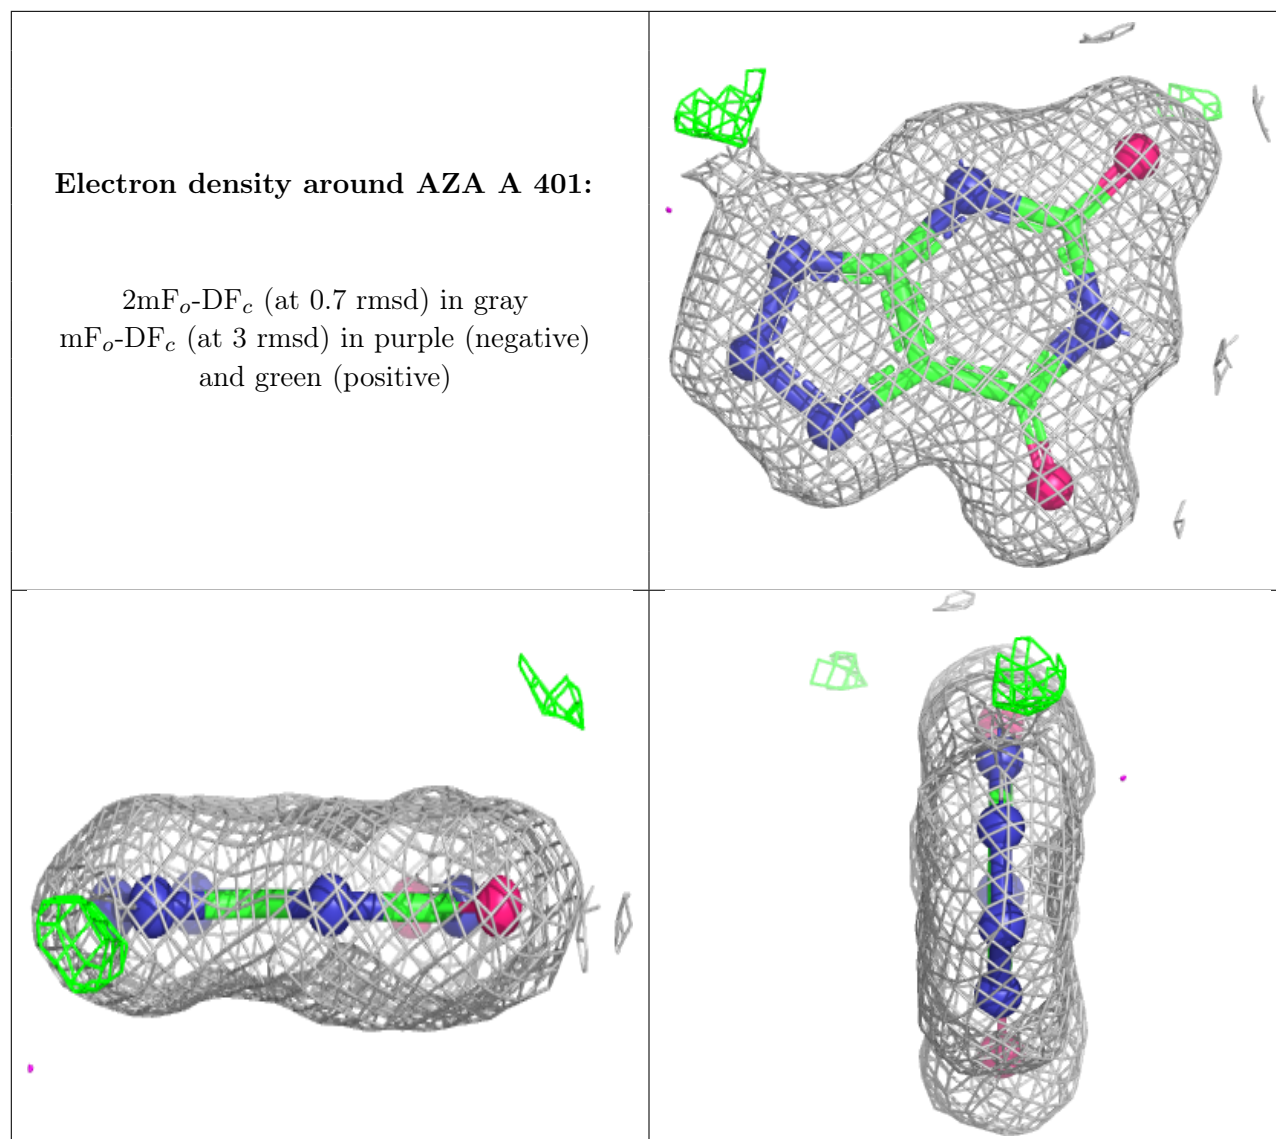 Electron density around AZA A 401:
2mFo-DFc (at 0.7 rmsd) in gray
mFo-DFc (at 3 rmsd) in purple (negative)
and green (positive)